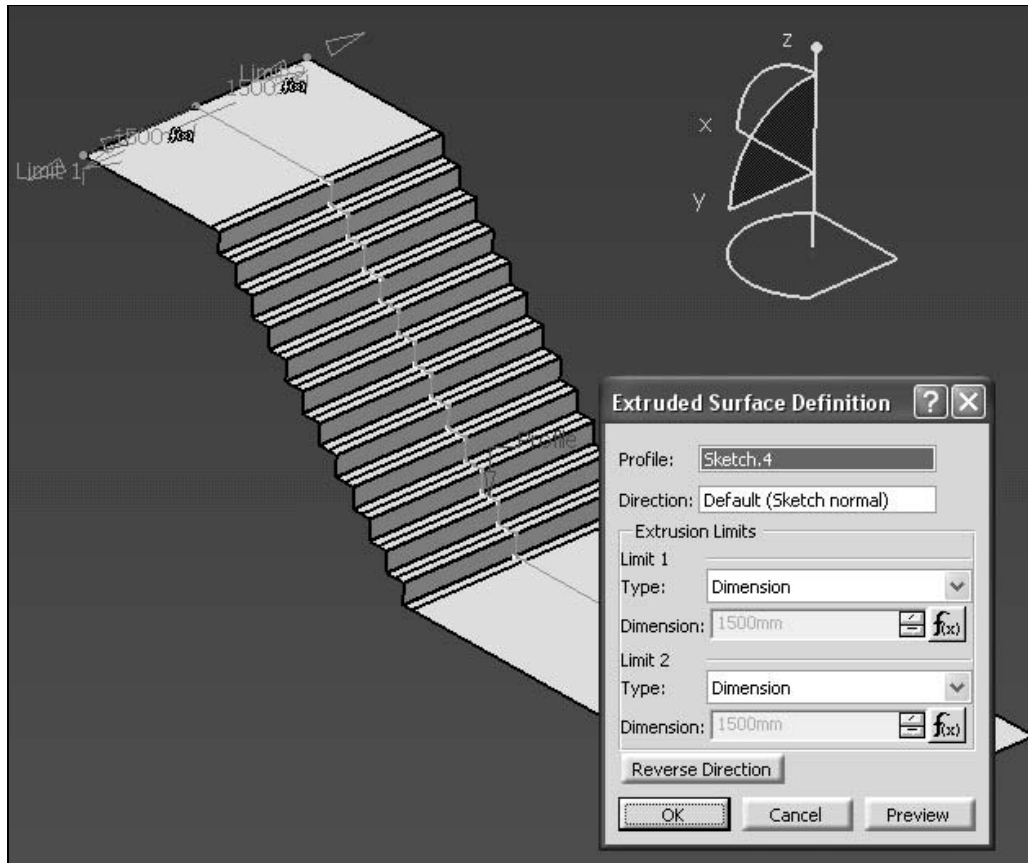 z
x
y
Limit 2
1500 f(x)
1500 f(x)
Limit 1
Profile
Extruded Surface Definition
Profile: Sketch.4
Direction: Default (Sketch normal)
Extrusion Limits
Limit 1
Type: Dimension
Dimension: 1500mm f(x)
Limit 2
Type: Dimension
Dimension: 1500mm f(x)
Reverse Direction
OK Cancel Preview